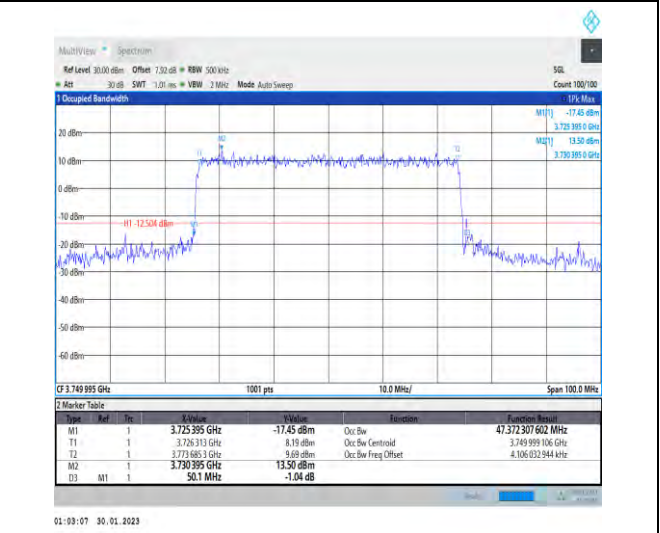 MultiView Spectrum
Ref Level 30.00 dBm Offset 7.92 dB RBW 500 kHz SGL
Att 30 dB SWT 1.01 ms VBW 2 MHz Mode Auto Sweep Count 100/100
1 Occupied Bandwidth 1Pk Max
M1[1] -17.45 dBm
3.725 395 0 GHz
20 dBm M2[1] 13.50 dBm
3.730 395 0 GHz
M2
T1 T2
10 dBm
0 dBm
-10 dBm
H1 -12.504 dBm M1
-20 dBm
-30 dBm
-40 dBm
-50 dBm
-60 dBm
CF 3.749 995 GHz 1001 pts 10.0 MHz/ Span 100.0 MHz
2 Marker Table
Type Ref Trc X-Value Y-Value Function Function Result
M1 1 3.725 395 GHz -17.45 dBm Occ Bw 47.372 307 602 MHz
T1 1 3.726 313 GHz 8.19 dBm Occ Bw Centroid 3.749 999 106 GHz
T2 1 3.773 685 3 GHz 9.69 dBm Occ Bw Freq Offset 4.106 032 944 kHz
M2 1 3.730 395 GHz 13.50 dBm
D3 M1 1 50.1 MHz -1.04 dB
01:03:07 30.01.2023